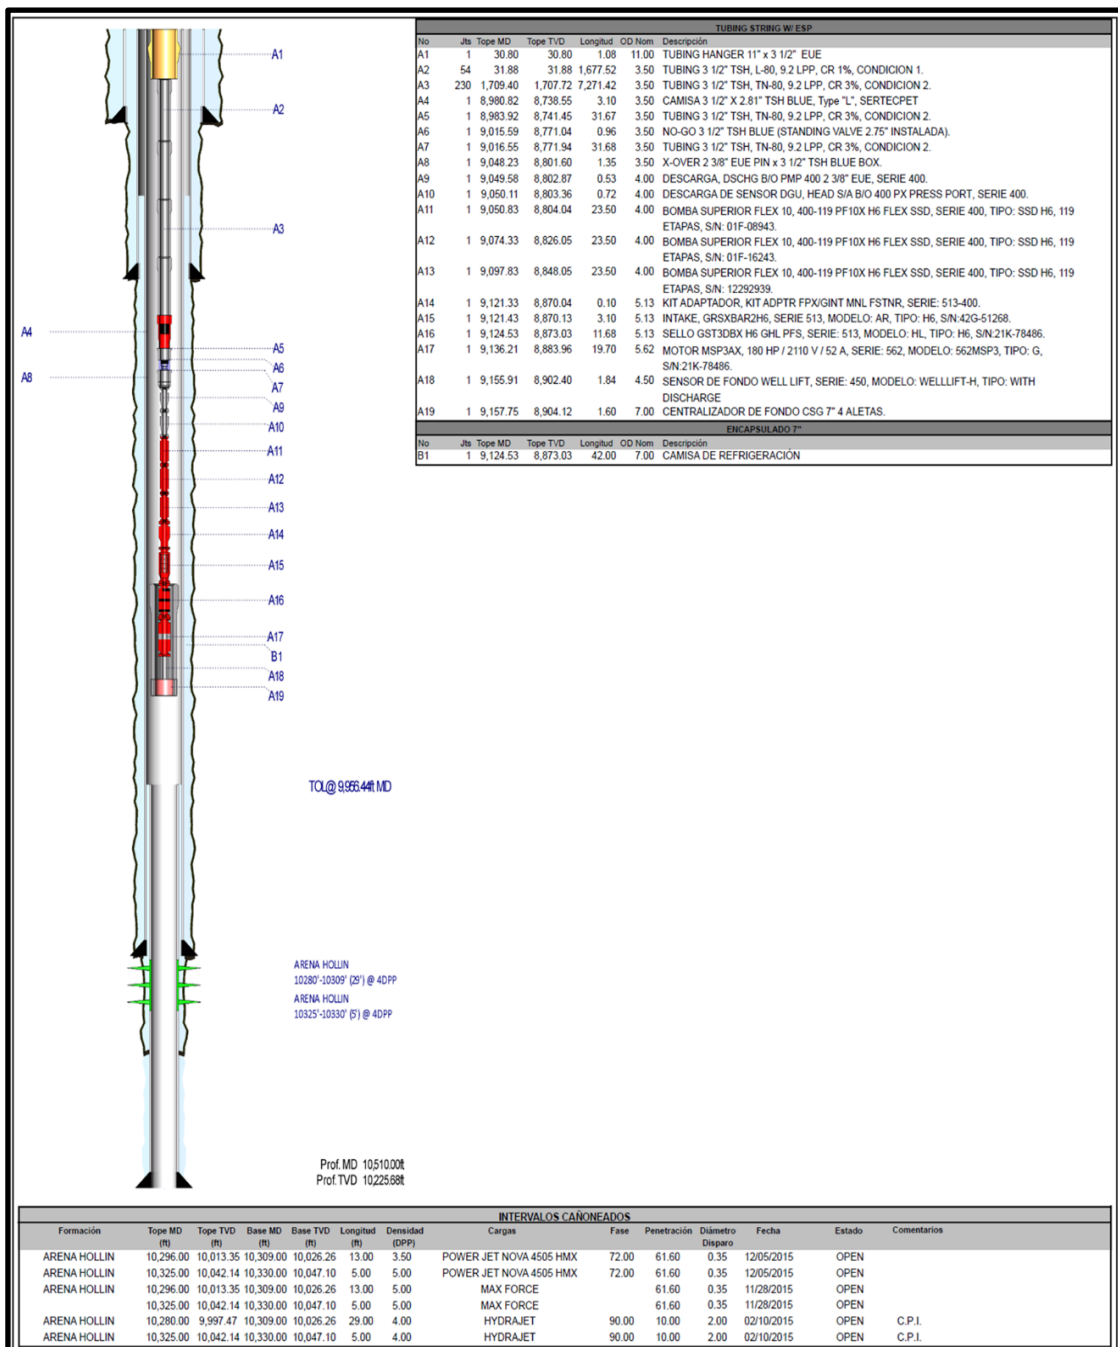 TUBING STRING W/ ESP
No Jts Tope MD Tope TVD Longitud OD Nom Descripción
A1 1 30.80 30.80 1.08 11.00 TUBING HANGER 11" x 3 1/2" EUE
A2 54 31.88 31.88 1,677.52 3.50 TUBING 3 1/2" TSH, L-80, 9.2 LPP, CR 1%, CONDICION 1.
A3 230 1,709.40 1,707.72 7,271.42 3.50 TUBING 3 1/2" TSH, TN-80, 9.2 LPP, CR 3%, CONDICION 2.
A4 1 8,980.82 8,738.55 3.10 3.50 CAMISA 3 1/2" X 2.81" TSH BLUE, Type "L", SERTECPET
A5 1 8,983.92 8,741.45 31.67 3.50 TUBING 3 1/2" TSH, TN-80, 9.2 LPP, CR 3%, CONDICION 2.
A6 1 9,015.59 8,771.04 0.96 3.50 NO-GO 3 1/2" TSH BLUE (STANDING VALVE 2.75" INSTALADA).
A7 1 9,016.55 8,771.94 31.68 3.50 TUBING 3 1/2" TSH, TN-80, 9.2 LPP, CR 3%, CONDICION 2.
A8 1 9,048.23 8,801.60 1.35 3.50 X-OVER 2 3/8" EUE PIN x 3 1/2" TSH BLUE BOX.
A9 1 9,049.58 8,802.87 0.53 4.00 DESCARGA, DSCHG B/O PMP 400 2 3/8" EUE, SERIE 400.
A10 1 9,050.11 8,803.36 0.72 4.00 DESCARGA DE SENSOR DGU, HEAD S/A B/O 400 PX PRESS PORT, SERIE 400.
A11 1 9,050.83 8,804.04 23.50 4.00 BOMBA SUPERIOR FLEX 10, 400-119 PF10X H6 FLEX SSD, SERIE 400, TIPO: SSD H6, 119
ETAPAS, S/N: 01F-08943.
A12 1 9,074.33 8,826.05 23.50 4.00 BOMBA SUPERIOR FLEX 10, 400-119 PF10X H6 FLEX SSD, SERIE 400, TIPO: SSD H6, 119
ETAPAS, S/N: 01F-16243.
A13 1 9,097.83 8,848.05 23.50 4.00 BOMBA SUPERIOR FLEX 10, 400-119 PF10X H6 FLEX SSD, SERIE 400, TIPO: SSD H6, 119
ETAPAS, S/N: 12292939.
A14 1 9,121.33 8,870.04 0.10 5.13 KIT ADAPTADOR, KIT ADPTR FPX/GINT MNL FSTNR, SERIE: 513-400.
A15 1 9,121.43 8,870.13 3.10 5.13 INTAKE, GRSXBAR2H6, SERIE 513, MODELO: AR, TIPO: H6, S/N:42G-51268.
A16 1 9,124.53 8,873.03 11.68 5.13 SELLO GST3DBX H6 GHL PFS, SERIE: 513, MODELO: HL, TIPO: H6, S/N:21K-78486.
A17 1 9,136.21 8,883.96 19.70 5.62 MOTOR MSP3AX, 180 HP / 2110 V / 52 A, SERIE: 562, MODELO: 562MSP3, TIPO: G,
S/N:21K-78486.
A18 1 9,155.91 8,902.40 1.84 4.50 SENSOR DE FONDO WELL LIFT, SERIE: 450, MODELO: WELLLIFT-H, TIPO: WITH
DISCHARGE
A19 1 9,157.75 8,904.12 1.60 7.00 CENTRALIZADOR DE FONDO CSG 7" 4 ALETAS.
ENCAPSULADO 7"
No Jts Tope MD Tope TVD Longitud OD Nom Descripción
B1 1 9,124.53 8,873.03 42.00 7.00 CAMISA DE REFRIGERACIÓN
A1
A2
A3
A4
A5
A6
A8
A7
A9
A10
A11
A12
A13
A14
A15
A16
A17
B1
A18
A19
TOL@ 9,956.44ft MD
ARENA HOLLIN
10280'-10309' (29') @ 4DPP
ARENA HOLLIN
10325'-10330' (5') @ 4DPP
Prof. MD 10,510.00ft
Prof. TVD 10,225.68ft
INTERVALOS CAÑONEADOS
Formación Tope MD Tope TVD Base MD Base TVD Longitud Densidad Cargas Fase Penetración Diámetro Fecha Estado Comentarios
(ft) (ft) (ft) (ft) (ft) (DPP) Disparo
ARENA HOLLIN 10,296.00 10,013.35 10,309.00 10,026.26 13.00 3.50 POWER JET NOVA 4505 HMX 72.00 61.60 0.35 12/05/2015 OPEN
ARENA HOLLIN 10,325.00 10,042.14 10,330.00 10,047.10 5.00 5.00 POWER JET NOVA 4505 HMX 72.00 61.60 0.35 12/05/2015 OPEN
ARENA HOLLIN 10,296.00 10,013.35 10,309.00 10,026.26 13.00 5.00 MAX FORCE 61.60 0.35 11/28/2015 OPEN
10,325.00 10,042.14 10,330.00 10,047.10 5.00 5.00 MAX FORCE 61.60 0.35 11/28/2015 OPEN
ARENA HOLLIN 10,280.00 9,997.47 10,309.00 10,026.26 29.00 4.00 HYDRAJET 90.00 10.00 2.00 02/10/2015 OPEN C.P.I.
ARENA HOLLIN 10,325.00 10,042.14 10,330.00 10,047.10 5.00 4.00 HYDRAJET 90.00 10.00 2.00 02/10/2015 OPEN C.P.I.